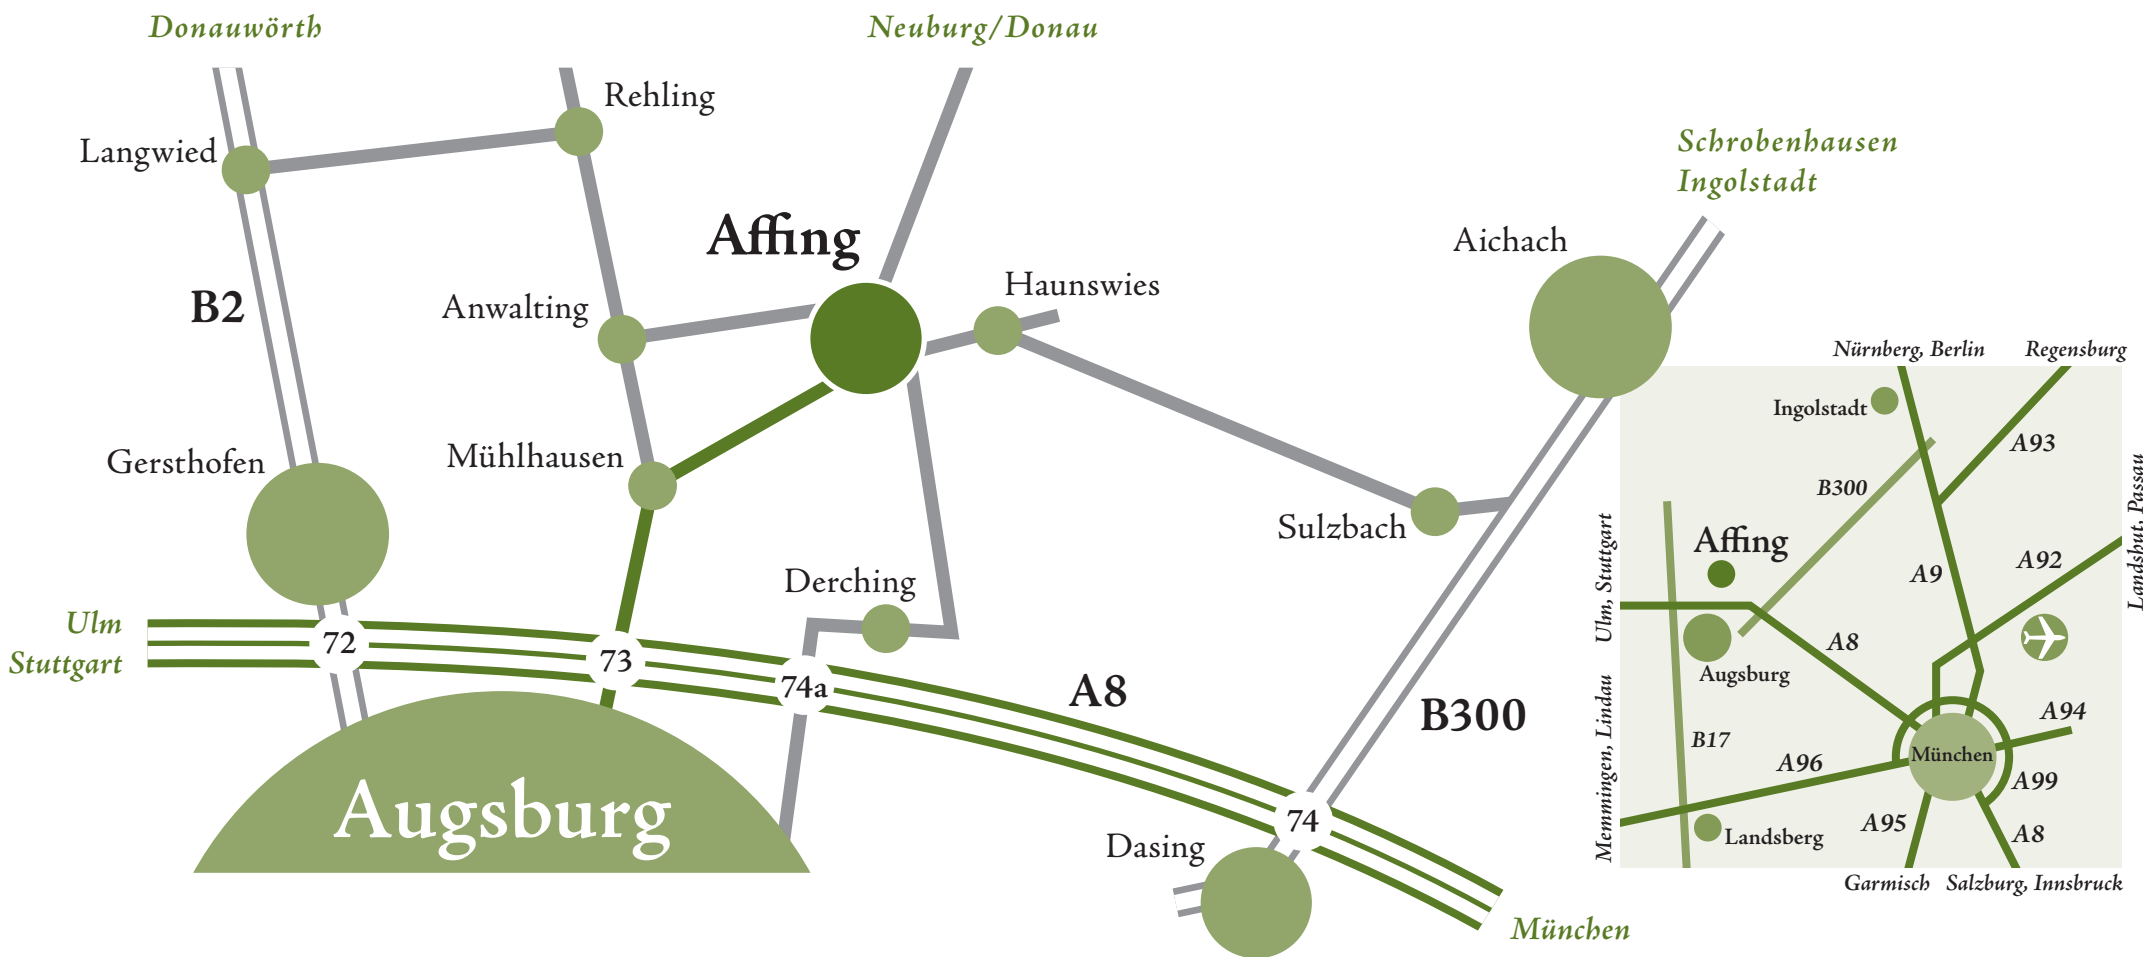 Donauwörth
Neuburg/Donau
Rehling
Langwied
Schrobenhausen
Ingolstadt
Affing
Aichach
Haunswies
B2
Anwalting
Gersthofen
Mühlhausen
Sulzbach
Derching
Ulm
Stuttgart
72
73
74a
A8
B300
Augsburg
74
Dasing
München
Nürnberg, Berlin
Regensburg
Ingolstadt
A93
B300
Landshut, Passau
Ulm, Stuttgart
Affing
A9
A92
Augsburg
A8
Memmingen, Lindau
B17
A96
München
A94
A99
A95
A8
Landsberg
Garmisch
Salzburg, Innsbruck